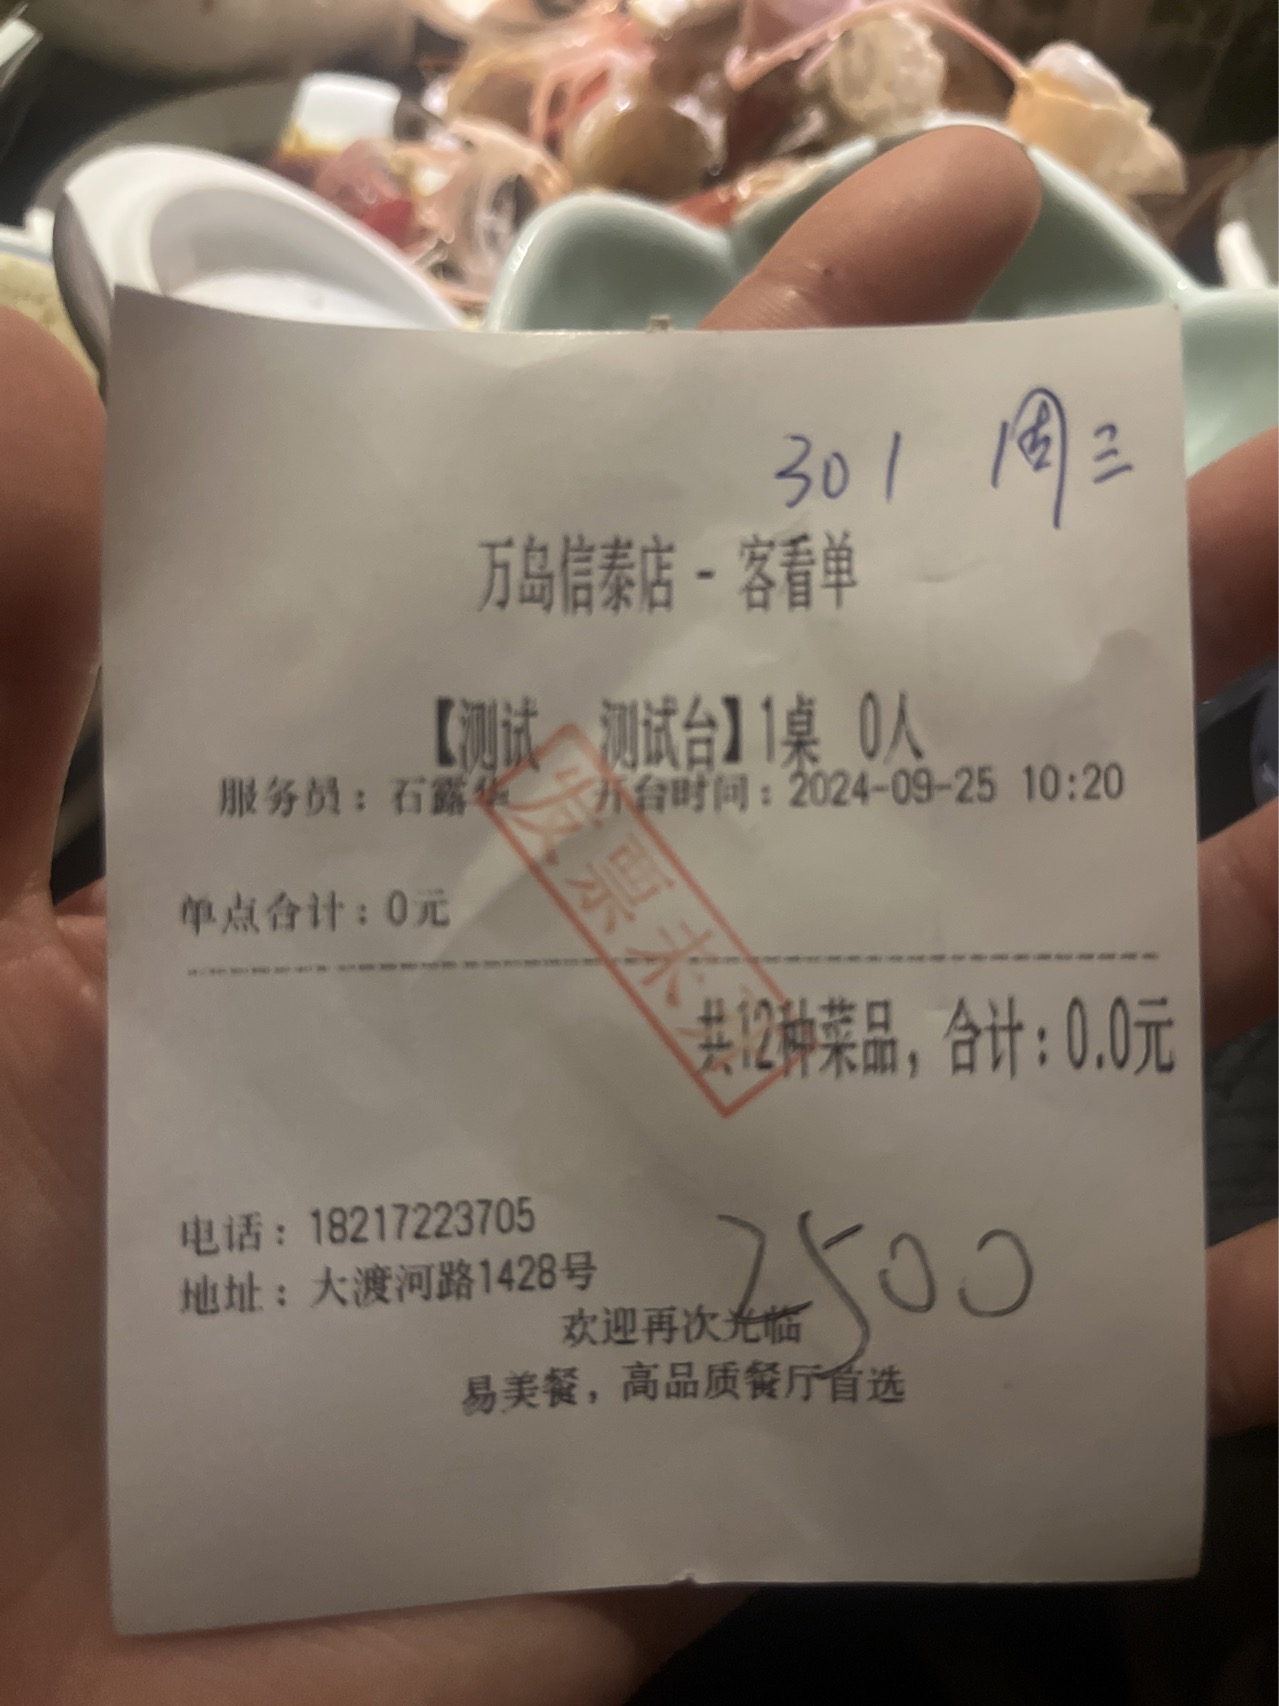 301 周三
万岛信泰店 - 客看单
【测试 测试台】1桌 0人
服务员：石露 开台时间：2024-09-25 10:20
单点合计：0元
发票未
共12种菜品，合计：0.0元
电话：18217223705
地址：大渡河路1428号
2500
欢迎再次光临
易美餐，高品质餐厅首选